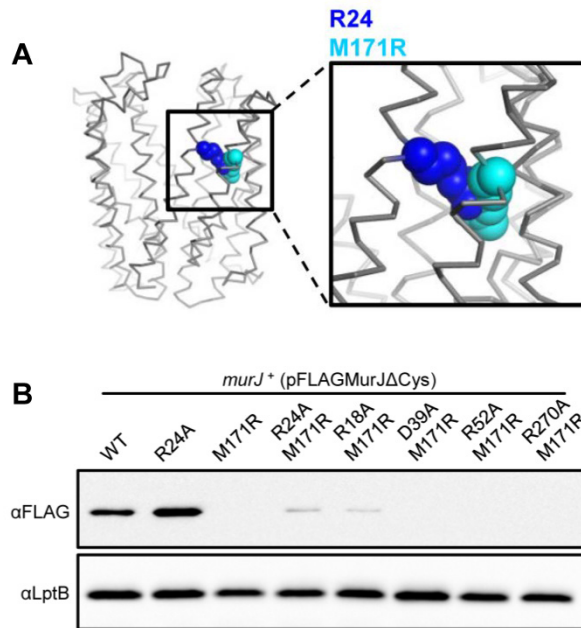 R24
M171R
A
B
murJ⁺ (pFLAGMurJΔCys)
WT
R24A
M171R
R24A
M171R
R18A
M171R
D39A
M171R
R52A
M171R
R270A
M171R
αFLAG
αLptB